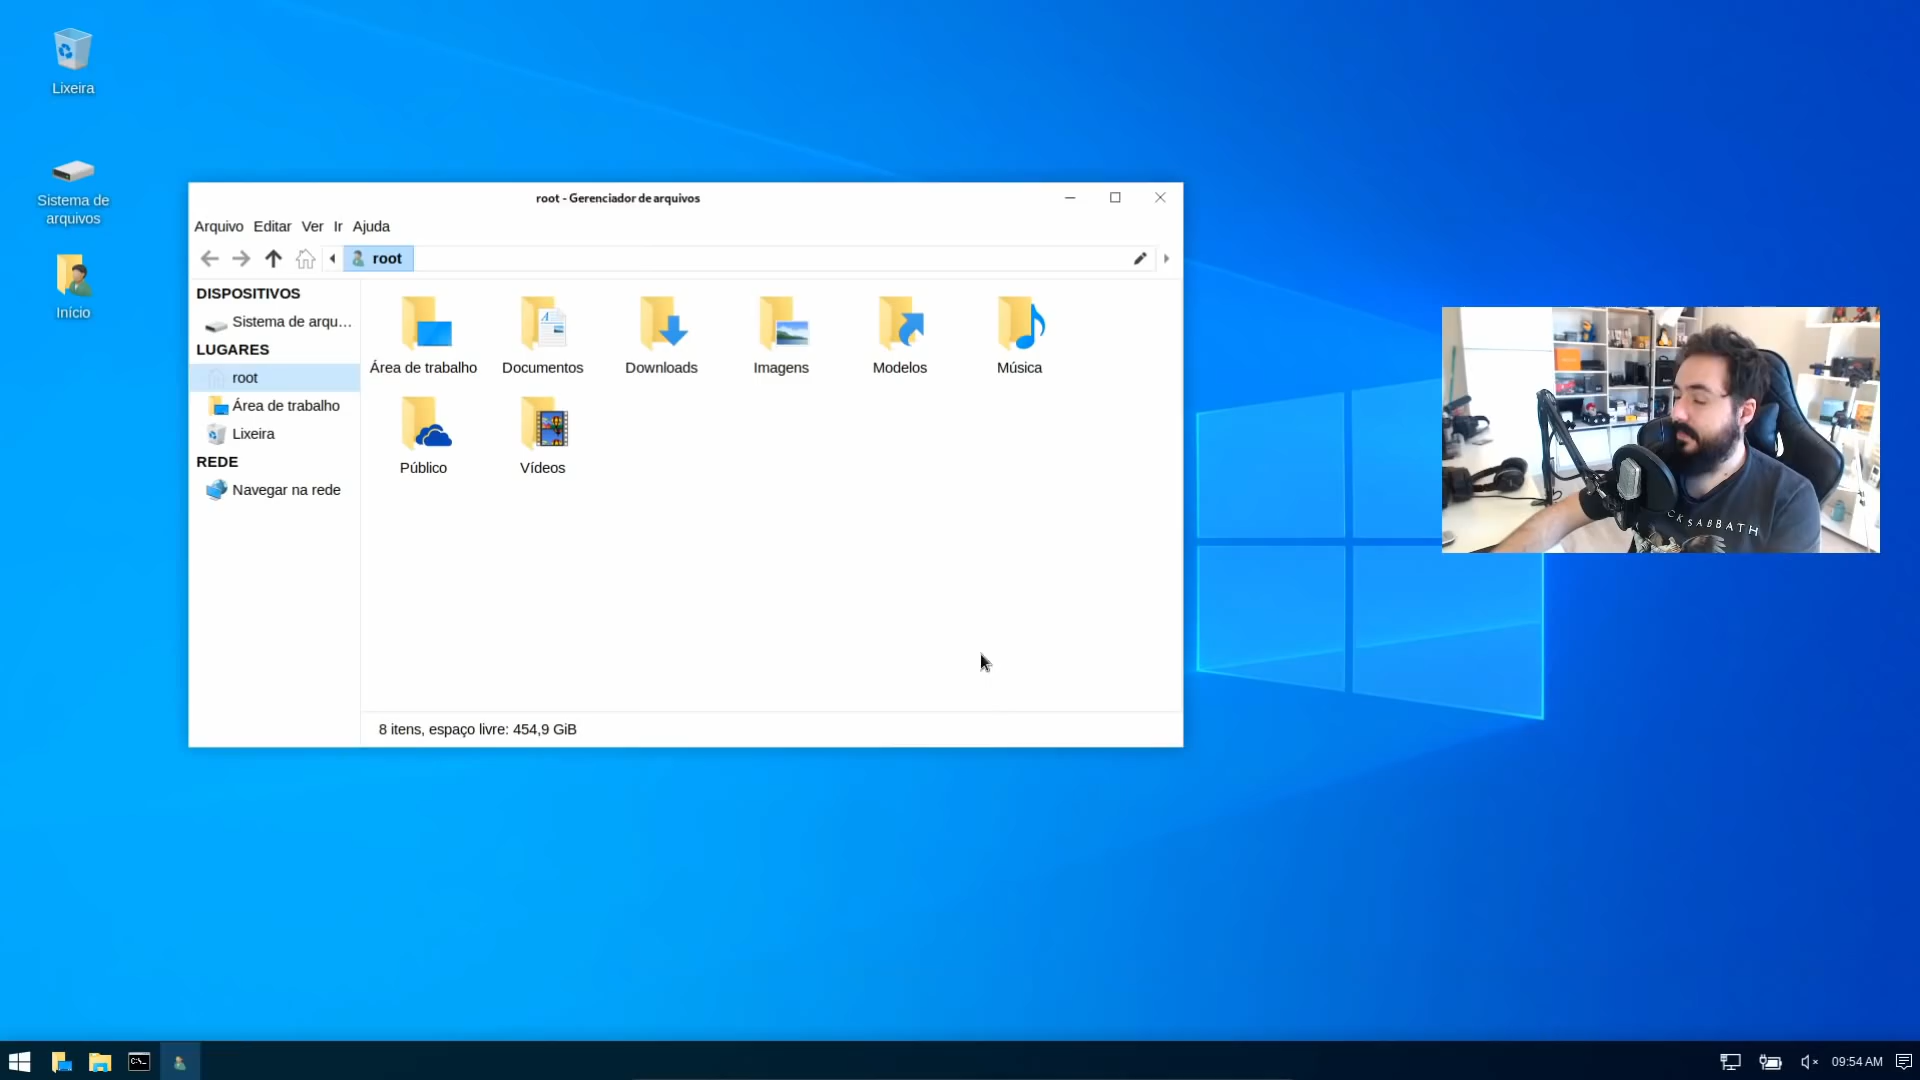 Lixeira
Sistema de
arquivos
Início
root - Gerenciador de arquivos
Arquivo Editar Ver Ir Ajuda
root
DISPOSITIVOS
Sistema de arqu...
LUGARES
root
Área de trabalho
Lixeira
REDE
Navegar na rede
Área de trabalho
Documentos
Downloads
Imagens
Modelos
Música
Público
Vídeos
8 itens, espaço livre: 454,9 GiB
CK SABBATH
C:\_
09:54 AM